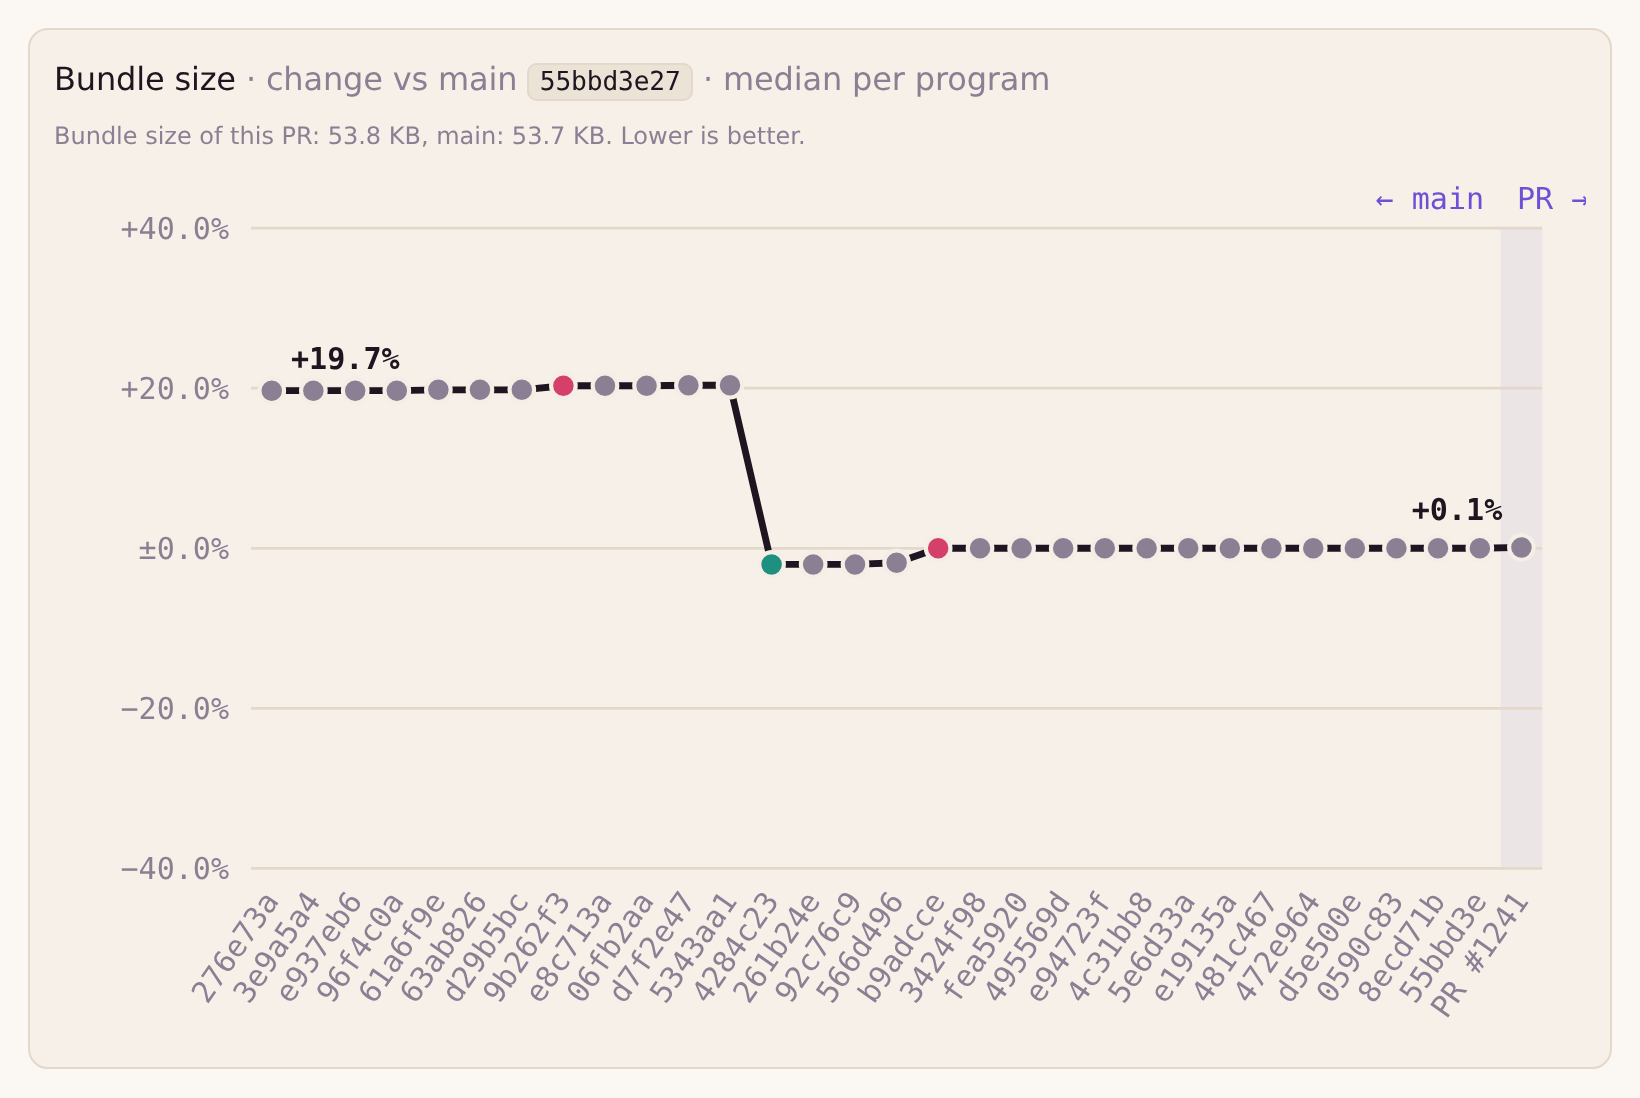 Bundle size · change vs main 55bbd3e27 · median per program
Bundle size of this PR: 53.8 KB, main: 53.7 KB. Lower is better.
← main PR →
+40.0%
+19.7%
+20.0%
+0.1%
±0.0%
−20.0%
−40.0%
276e73a
3e9a5a4
e937eb6
96f4c0a
61a6f9e
63ab826
d29b5bc
9b262f3
e8c713a
06fb2aa
d7f2e47
5343aa1
4284c23
261b24e
92c76c9
566d496
b9adcce
3424f98
fea5920
495569d
e94723f
4c31bb8
5e6d33a
e19135a
481c467
472e964
d5e500e
0590c83
8ecd71b
55bbd3e
PR #1241